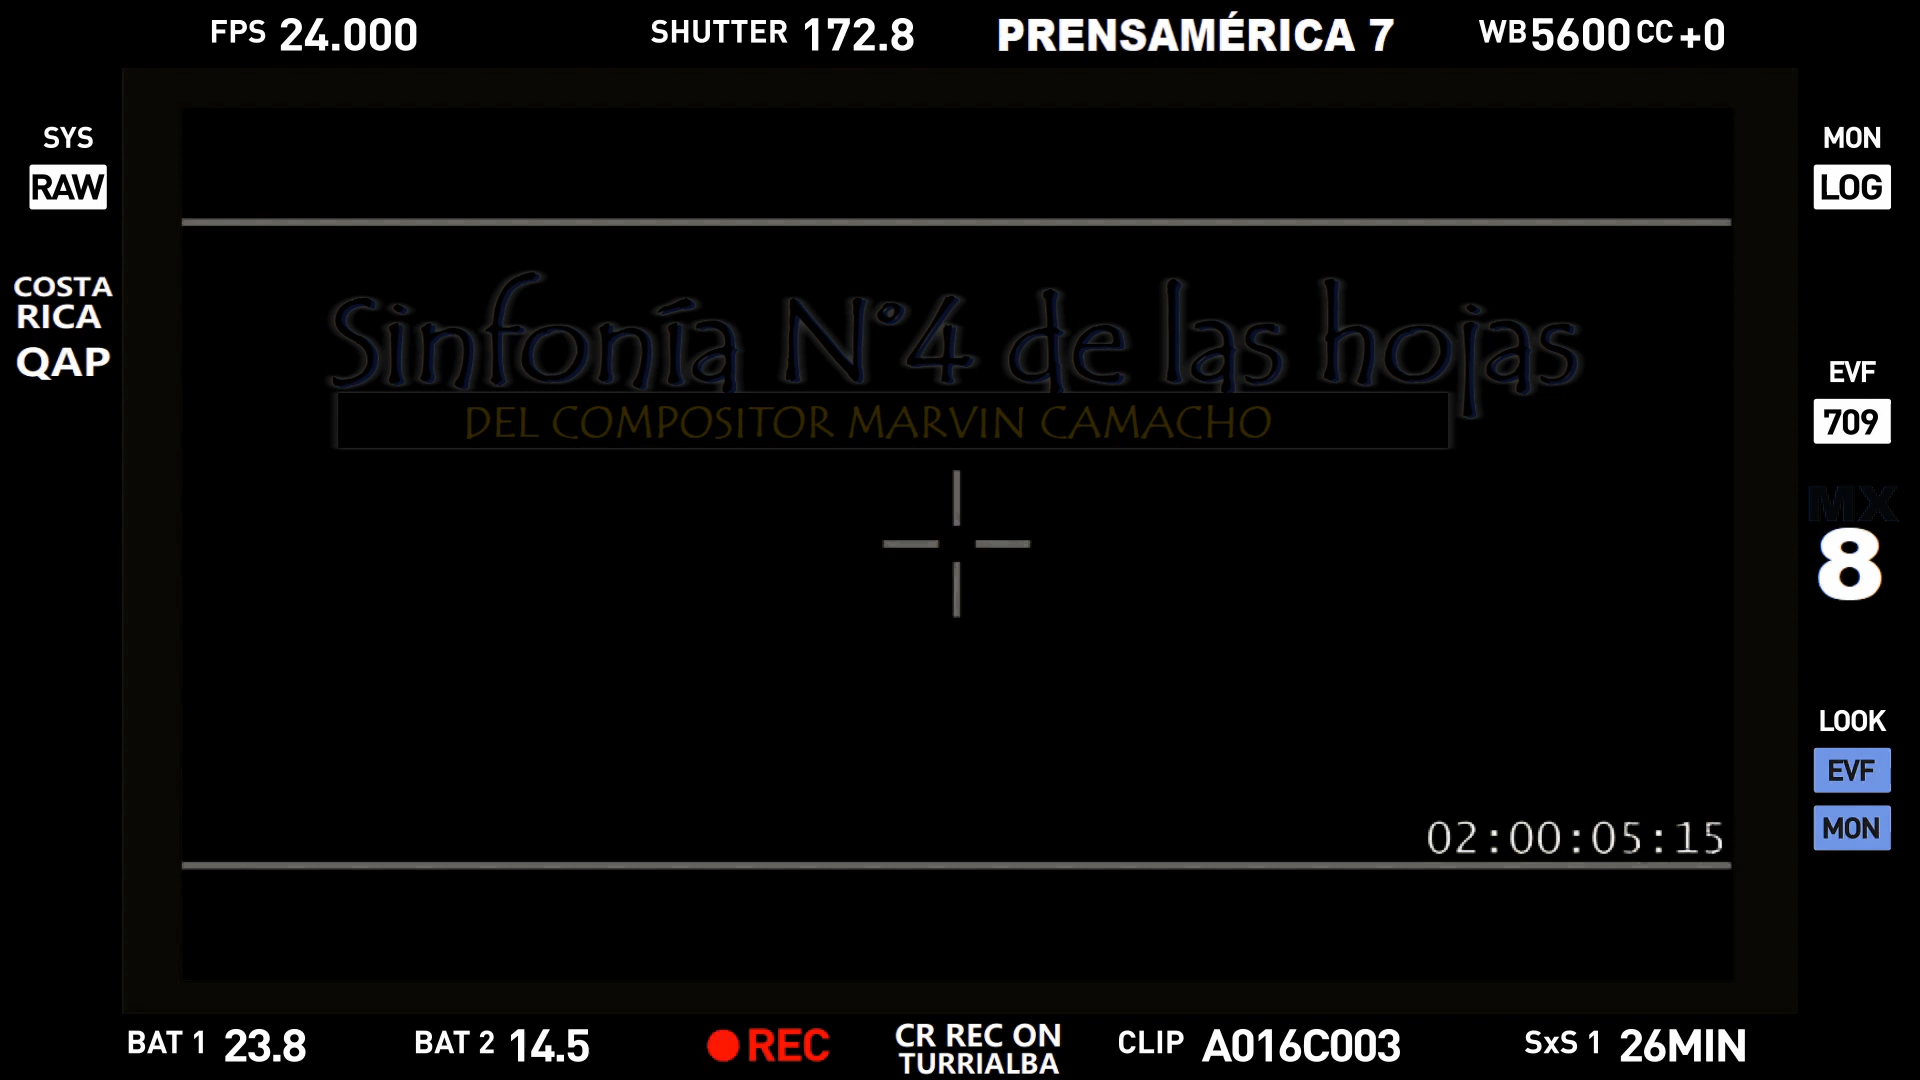 FPS 24.000 SHUTTER 172.8 PRENSAMÉRICA 7 WB 5600 CC +0
SYS
RAW
COSTA
RICA
QAP
MON
LOG
Sinfonía N°4 de las hojas
DEL COMPOSITOR MARVIN CAMACHO
EVF
709
MX
8
LOOK
EVF
MON
02:00:05:15
BAT 1 23.8 BAT 2 14.5 REC CR REC ON
TURRIALBA
CLIP A016C003 SxS 1 26MIN